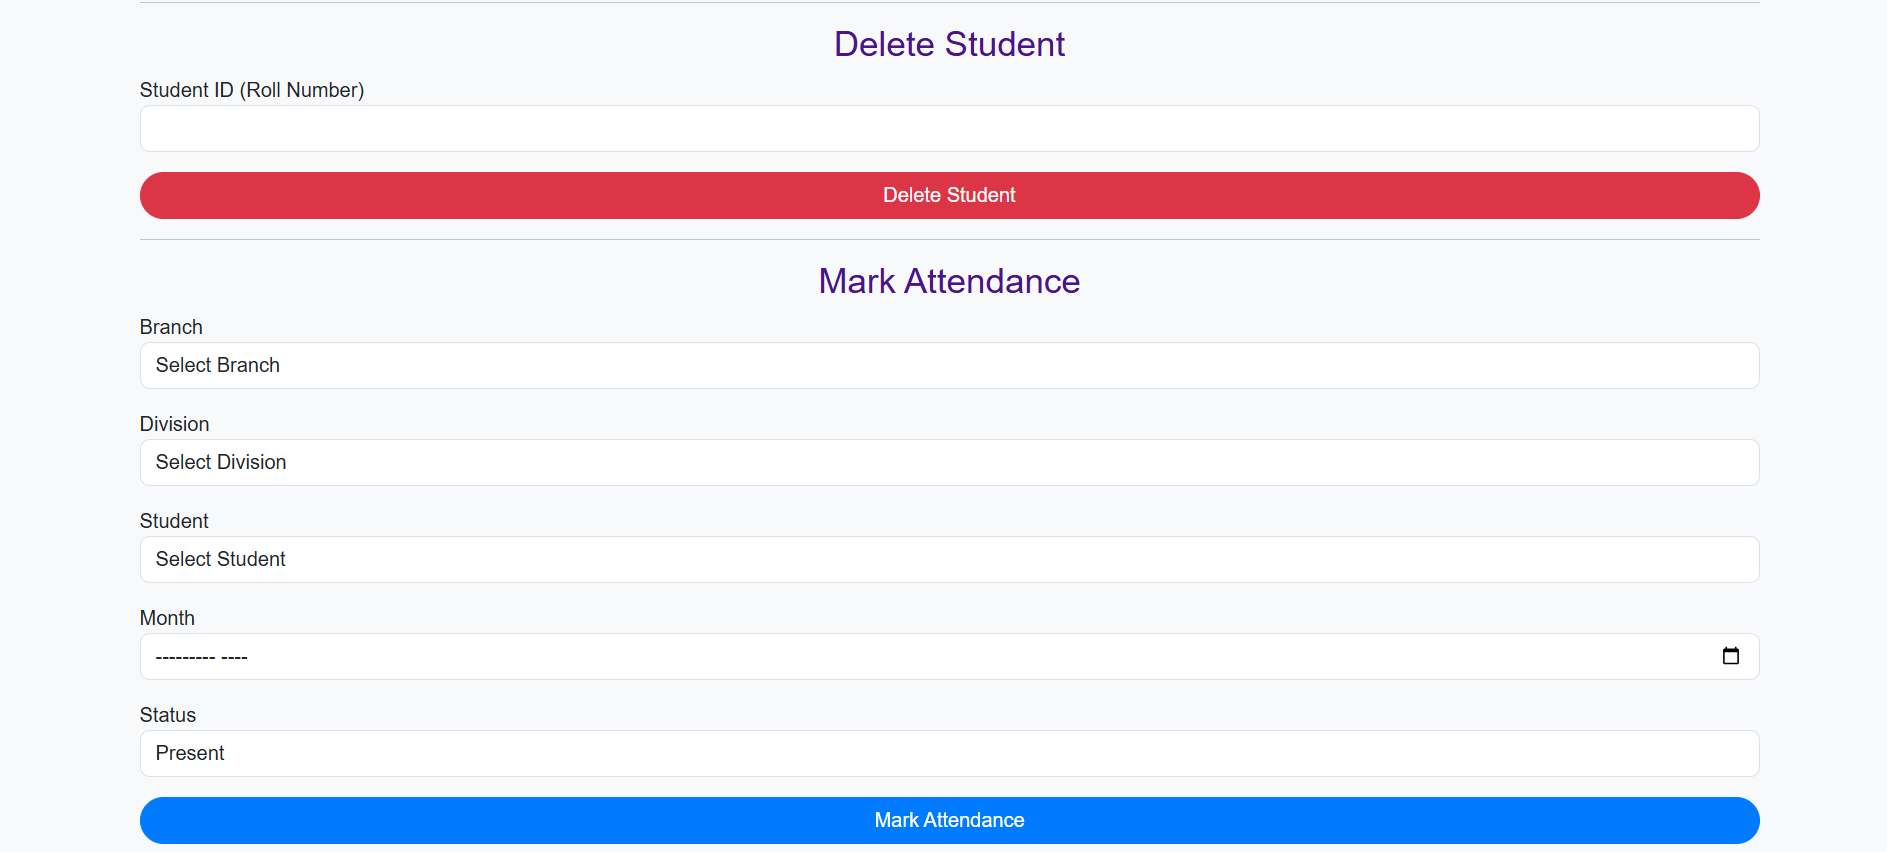 Delete Student
Student ID (Roll Number)
Delete Student
Mark Attendance
Branch
Select Branch
Division
Select Division
Student
Select Student
Month
--------- ----
Status
Present
Mark Attendance